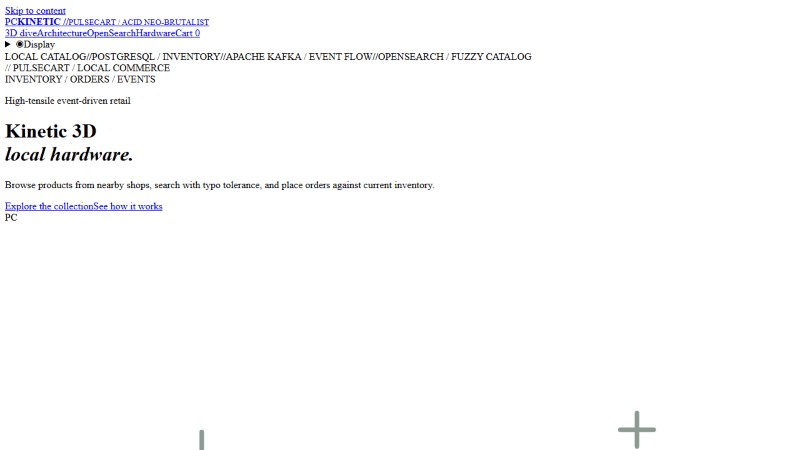 Skip to content
PCKINETIC //PULSECART / ACID NEO-BRUTALIST
3D diveArchitectureOpenSearchHardwareCart 0
Display
LOCAL CATALOG//POSTGRESQL / INVENTORY//APACHE KAFKA / EVENT FLOW//OPENSEARCH / FUZZY CATALOG
// PULSECART / LOCAL COMMERCE
INVENTORY / ORDERS / EVENTS
High-tensile event-driven retail
Kinetic 3D
local hardware.
Browse products from nearby shops, search with typo tolerance, and place orders against current inventory.
Explore the collectionSee how it works
PC